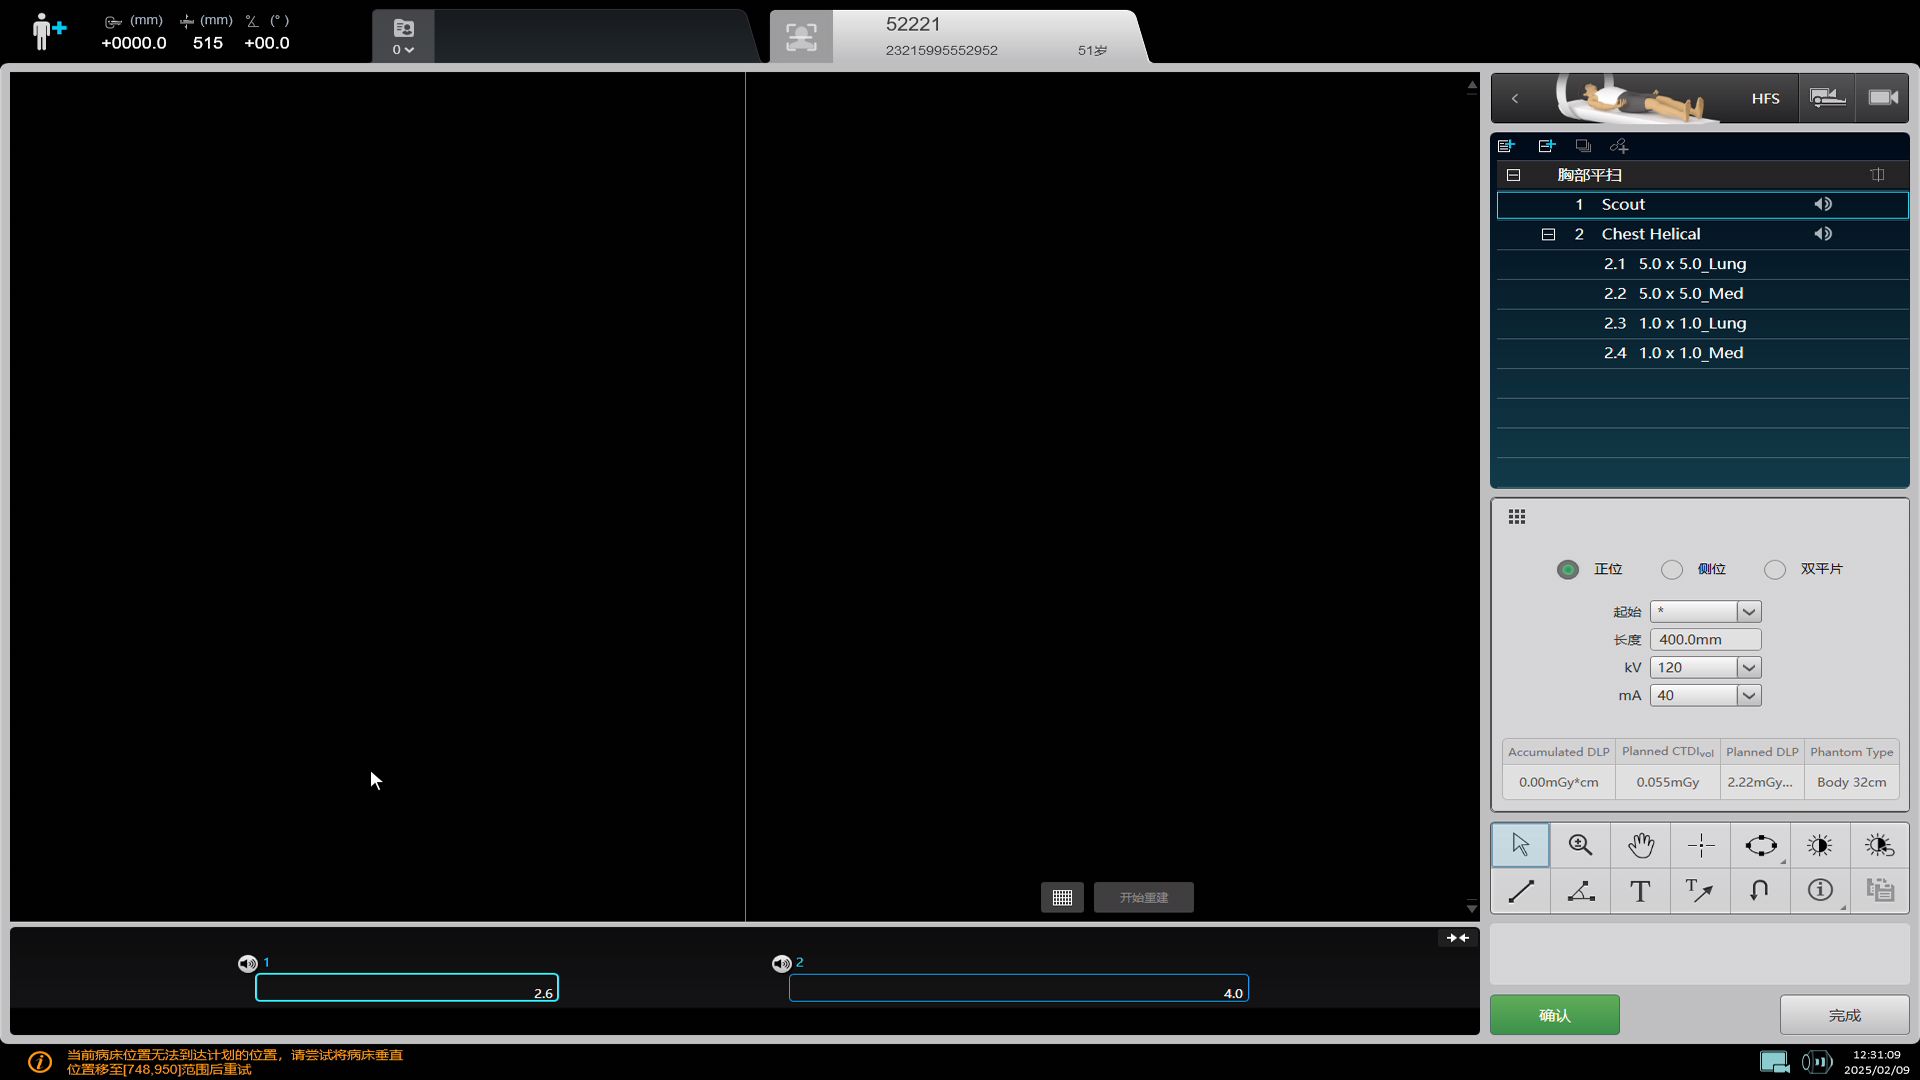 (mm) (mm) (°)
+0000.0 515 +00.0
0
52221
23215995552952 51岁
HFS
胸部平扫
1 Scout
2 Chest Helical
2.1 5.0 x 5.0_Lung
2.2 5.0 x 5.0_Med
2.3 1.0 x 1.0_Lung
2.4 1.0 x 1.0_Med
正位 侧位 双平片
起始 *
长度 400.0mm
kV 120
mA 40
Accumulated DLP Planned CTDIvol Planned DLP Phantom Type
0.00mGy*cm 0.055mGy 2.22mGy... Body 32cm
开始重建
1
2.6
2
4.0
确认 完成
当前病床位置无法到达计划的位置，请尝试将病床垂直
位置移至[748,950]范围后重试
12:31:09
2025/02/09